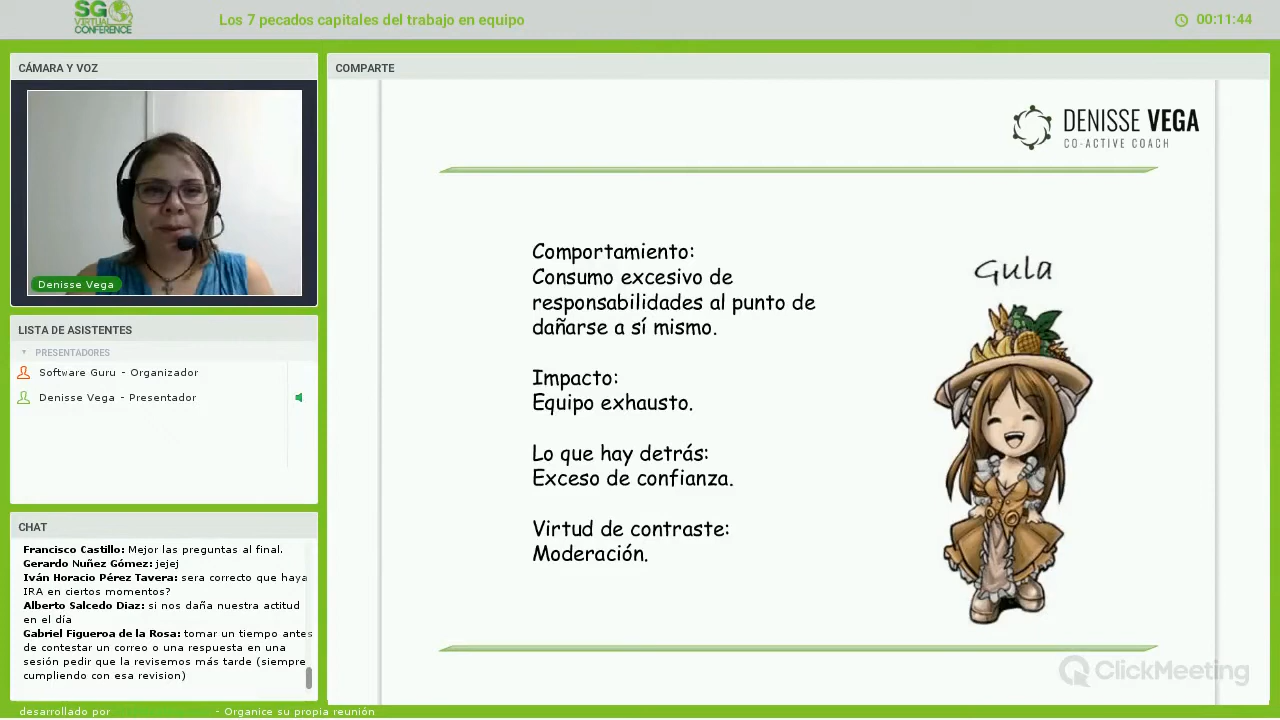 SG
VIRTUAL
CONFERENCE
Los 7 pecados capitales del trabajo en equipo
00:11:44
CÁMARA Y VOZ
Denisse Vega
LISTA DE ASISTENTES
PRESENTADORES
Software Guru - Organizador
Denisse Vega - Presentador
CHAT
Francisco Castillo: Mejor las preguntas al final.
Gerardo Nuñez Gómez: jejej
Iván Horacio Pérez Tavera: sera correcto que haya
IRA en ciertos momentos?
Alberto Salcedo Diaz: si nos daña nuestra actitud
en el día
Gabriel Figueroa de la Rosa: tomar un tiempo antes
de contestar un correo o una respuesta en una
sesión pedir que la revisemos más tarde (siempre
cumpliendo con esa revision)
COMPARTE
DENISSE VEGA
CO-ACTIVE COACH
Comportamiento:
Consumo excesivo de
responsabilidades al punto de
dañarse a sí mismo.
Impacto:
Equipo exhausto.
Lo que hay detrás:
Exceso de confianza.
Virtud de contraste:
Moderación.
Gula
ClickMeeting
desarrollado por
- Organice su propia reunión